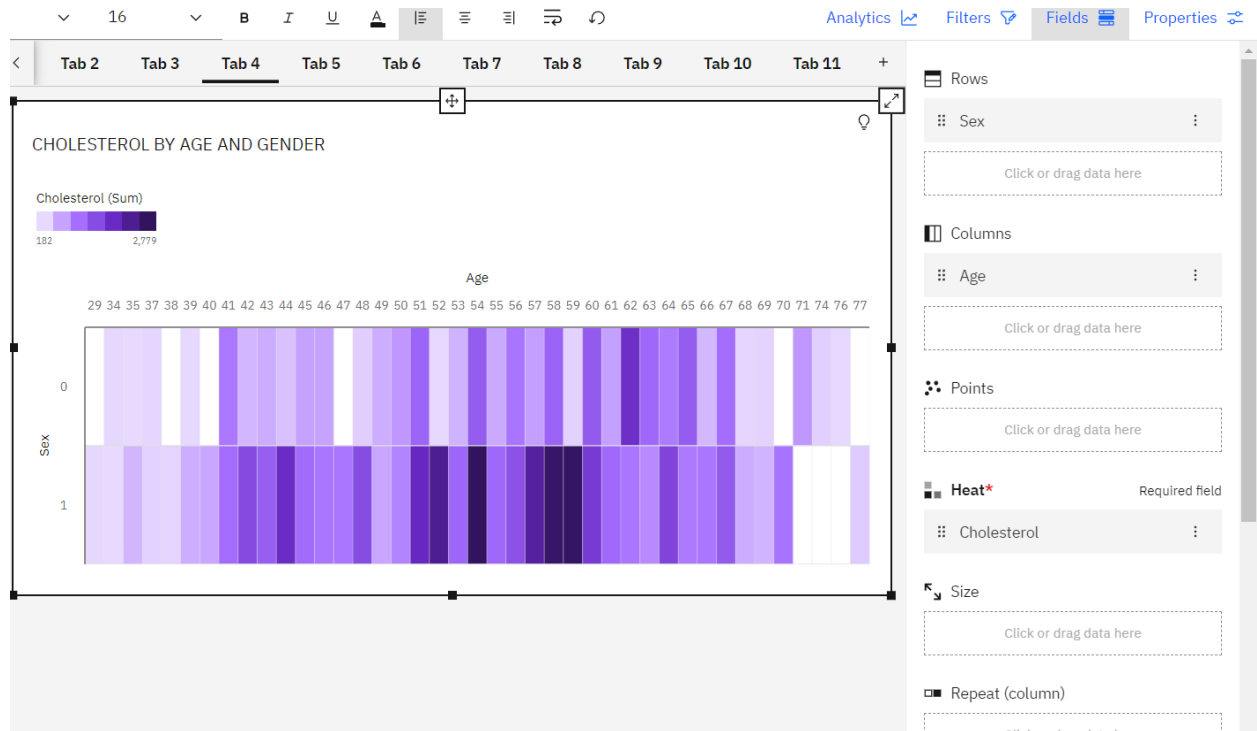 16 B I U A Analytics Filters Fields Properties
Tab 2 Tab 3 Tab 4 Tab 5 Tab 6 Tab 7 Tab 8 Tab 9 Tab 10 Tab 11 +
CHOLESTEROL BY AGE AND GENDER
Cholesterol (Sum)
182 2,779
Age
29 34 35 37 38 39 40 41 42 43 44 45 46 47 48 49 50 51 52 53 54 55 56 57 58 59 60 61 62 63 64 65 66 67 68 69 70 71 74 76 77
0
Sex
1
Rows
Sex
Click or drag data here
Columns
Age
Click or drag data here
Points
Click or drag data here
Heat* Required field
Cholesterol
Size
Click or drag data here
Repeat (column)